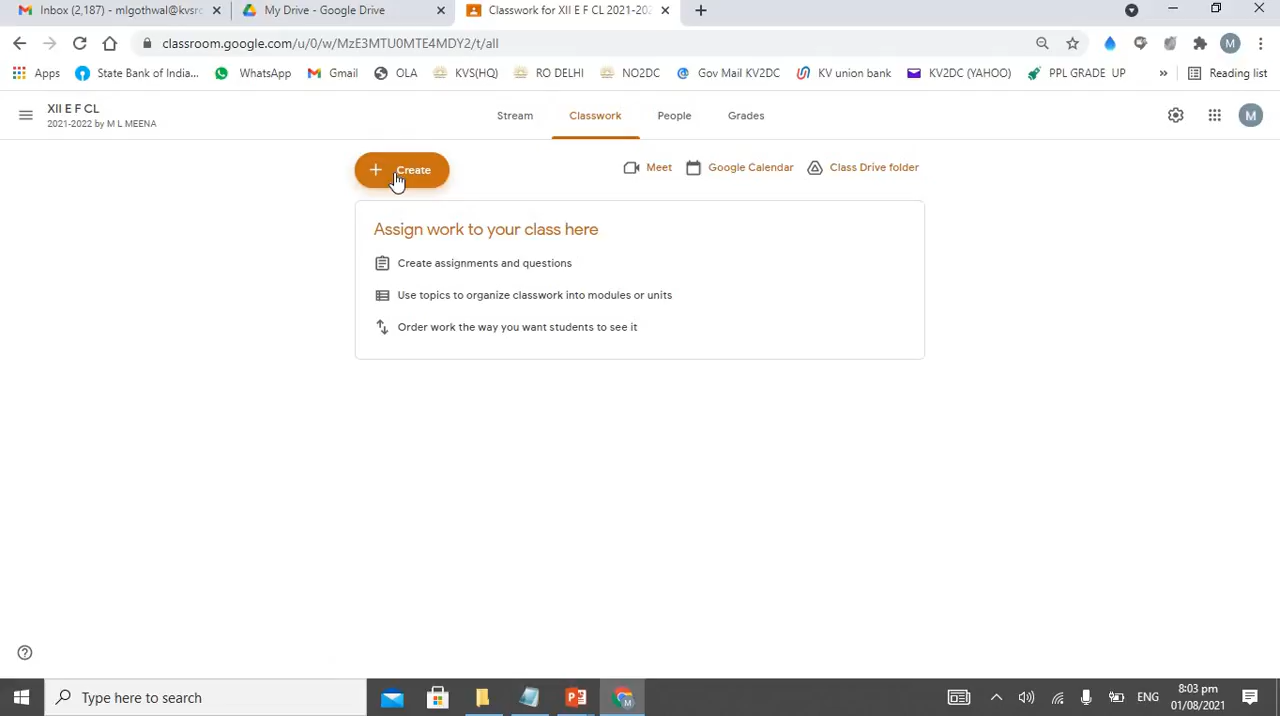 Inbox (2,187) - mlgothwal@kvsrc
My Drive - Google Drive
Classwork for XII E F CL 2021-202
classroom.google.com/u/0/w/MzE3MTU0MTE4MDY2/t/all
M
Apps
State Bank of India...
WhatsApp
Gmail
OLA
KVS(HQ)
RO DELHI
NO2DC
Gov Mail KV2DC
KV union bank
KV2DC (YAHOO)
PPL GRADE UP
»
Reading list
XII E F CL
2021-2022 by M L MEENA
Stream
Classwork
People
Grades
M
Create
Meet
Google Calendar
Class Drive folder
Assign work to your class here
Create assignments and questions
Use topics to organize classwork into modules or units
Order work the way you want students to see it
Type here to search
ENG
8:03 pm
01/08/2021